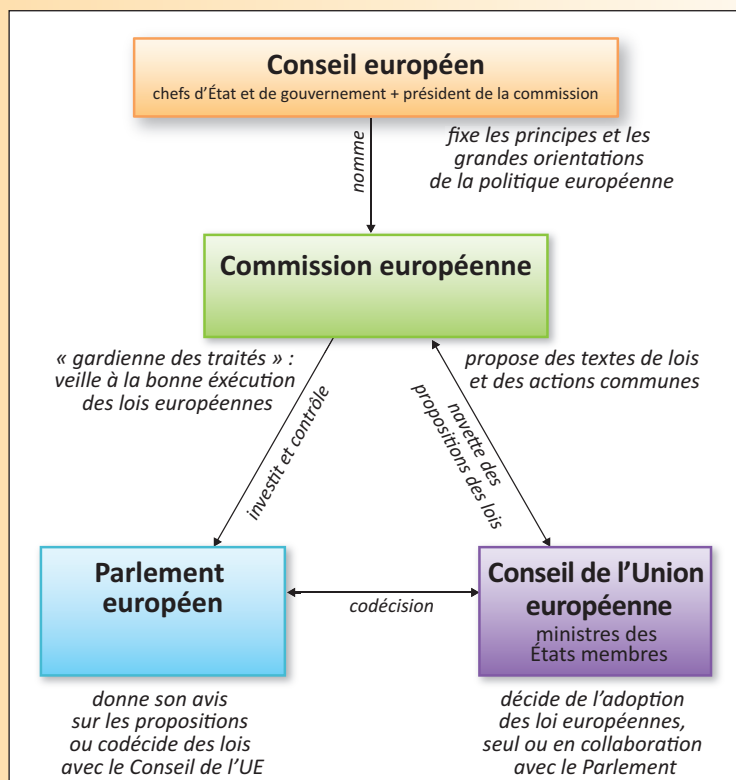 Conseil européen
chefs d'État et de gouvernement + président de la commission
nomme
fixe les principes et les
grandes orientations
de la politique européenne
Commission européenne
« gardienne des traités » :
veille à la bonne éxécution
des lois européennes
propose des textes de lois
et des actions communes
investit et contrôle
navette des
propositions des lois
Parlement
européen
codécision
Conseil de l'Union
européenne
ministres des
États membres
donne son avis
sur les propositions
ou codécide des lois
avec le Conseil de l'UE
décide de l'adoption
des loi européennes,
seul ou en collaboration
avec le Parlement